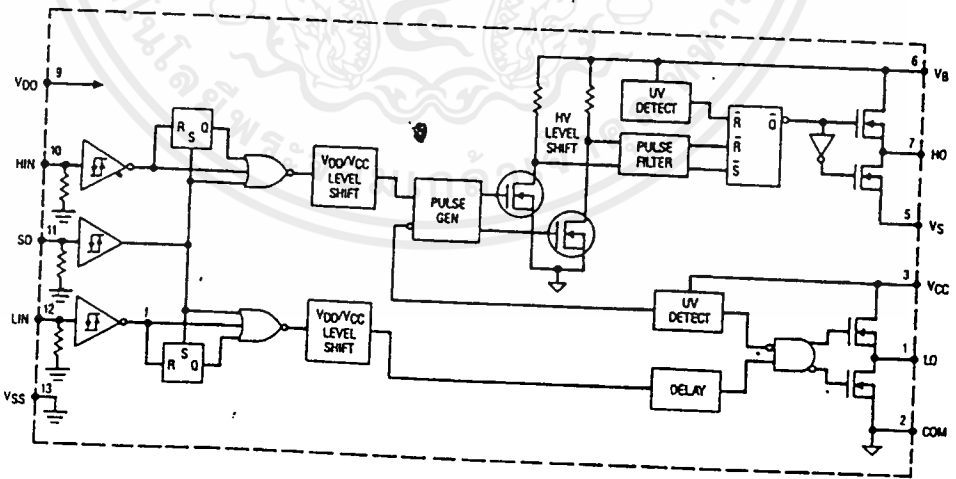 VDD 9
HIN 10
SD 11
LIN 12
VSS 13
R Q
S
S
R Q
VDD/VCC
LEVEL
SHIFT
VDD/VCC
LEVEL
SHIFT
PULSE
GEN
HV
LEVEL
SHIFT
UV
DETECT
PULSE
FILTER
R Q
R
S
UV
DETECT
DELAY
6 VB
7 HO
5 VS
3 VCC
1 LO
2 COM